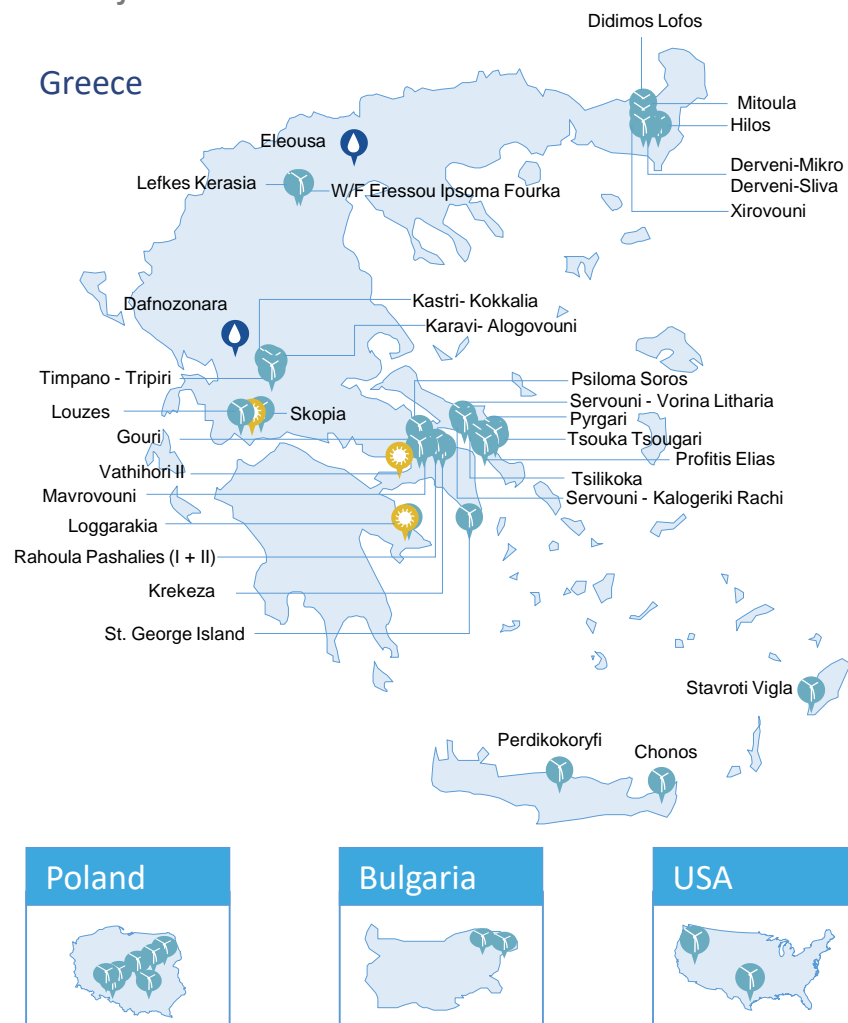 Didimos Lofos
Greece
Mitoula
Hilos
Eleousa
Derveni-Mikro
Derveni-Sliva
Lefkes Kerasia
W/F Eressou Ipsoma Fourka
Xirovouni
Dafnozonara
Kastri- Kokkalia
Karavi- Alogovouni
Timpano - Tripiri
Psiloma Soros
Servouni - Vorina Litharia
Louzes
Skopia
Pyrgari
Gouri
Tsouka Tsougari
Profitis Elias
Vathihori II
Tsilikoka
Mavrovouni
Servouni - Kalogeriki Rachi
Loggarakia
Rahoula Pashalies (I + II)
Krekeza
St. George Island
Stavroti Vigla
Perdikokoryfi
Chonos
Poland
Bulgaria
USA